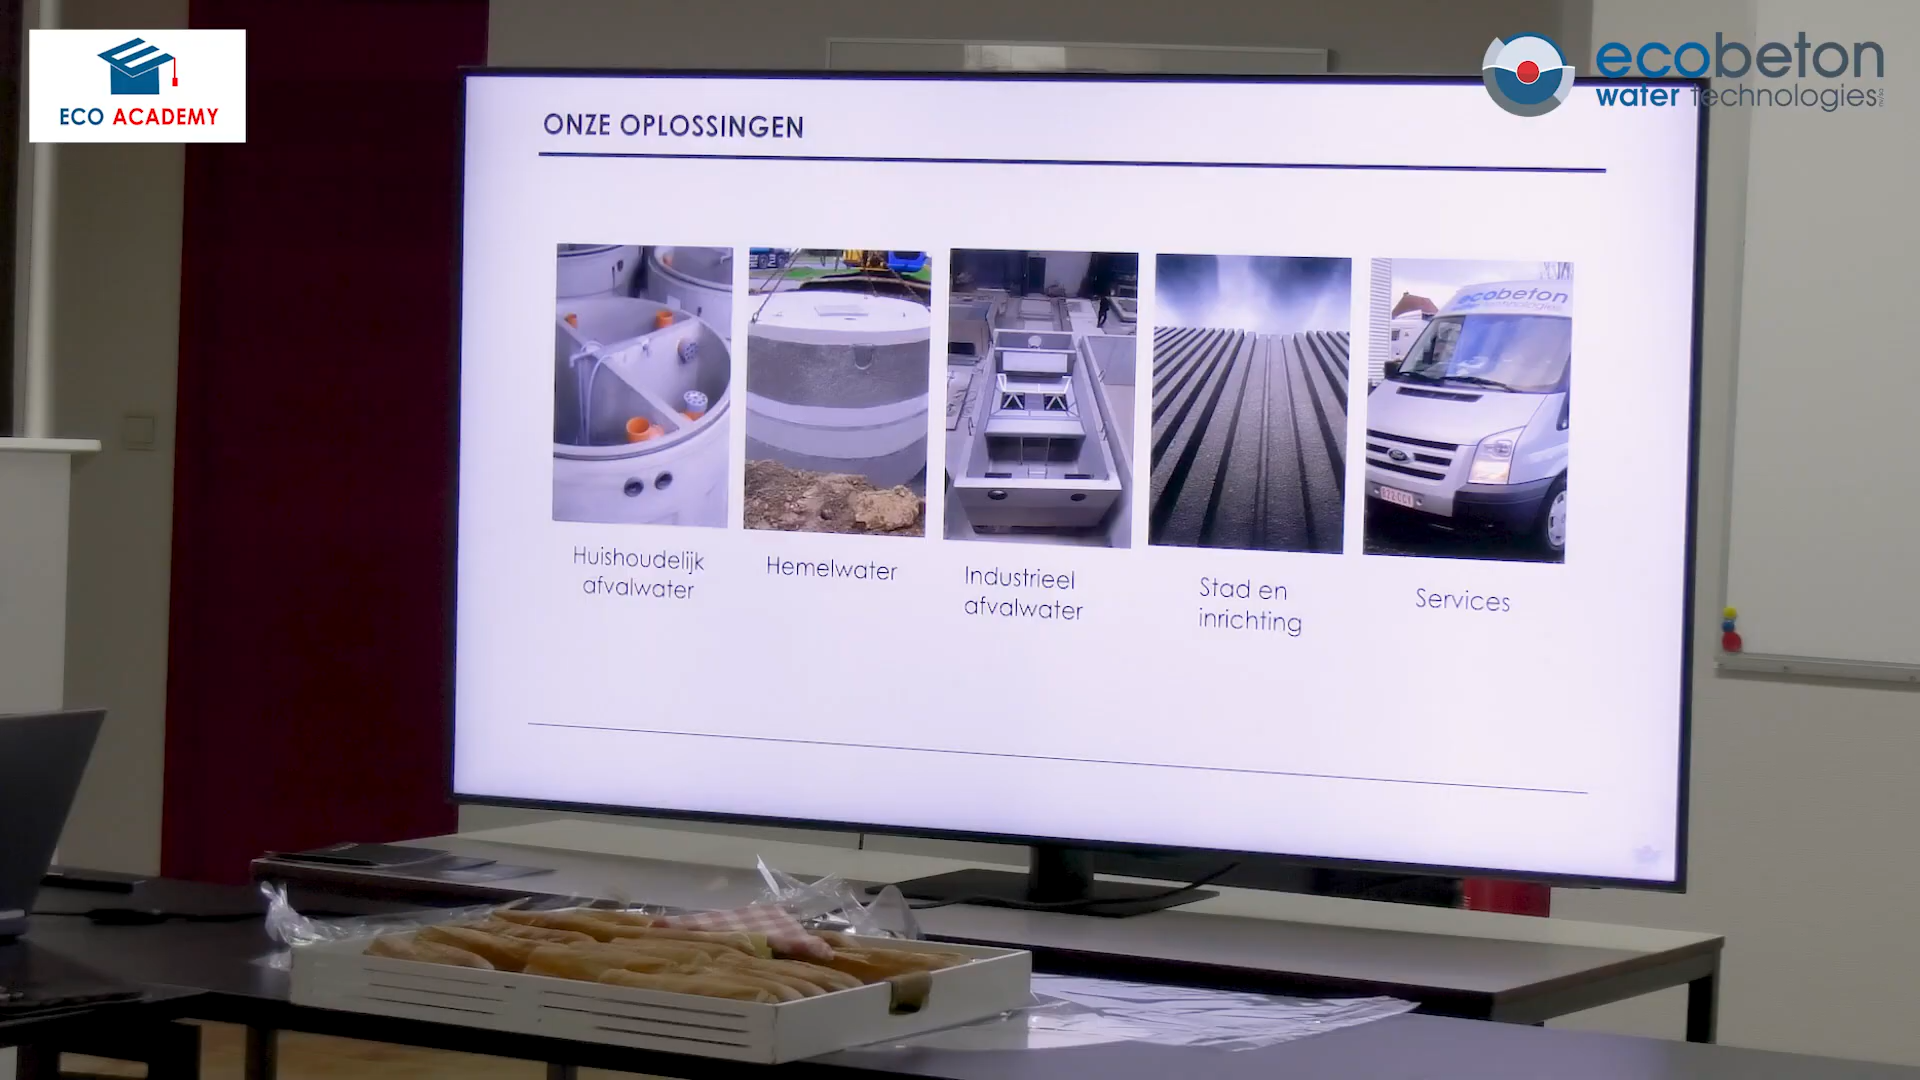 ECO ACADEMY
ecobeton
water technologies
ONZE OPLOSSINGEN
ecobeton
Huishoudelijk
afvalwater
Hemelwater
Industrieel
afvalwater
Stad en
inrichting
Services